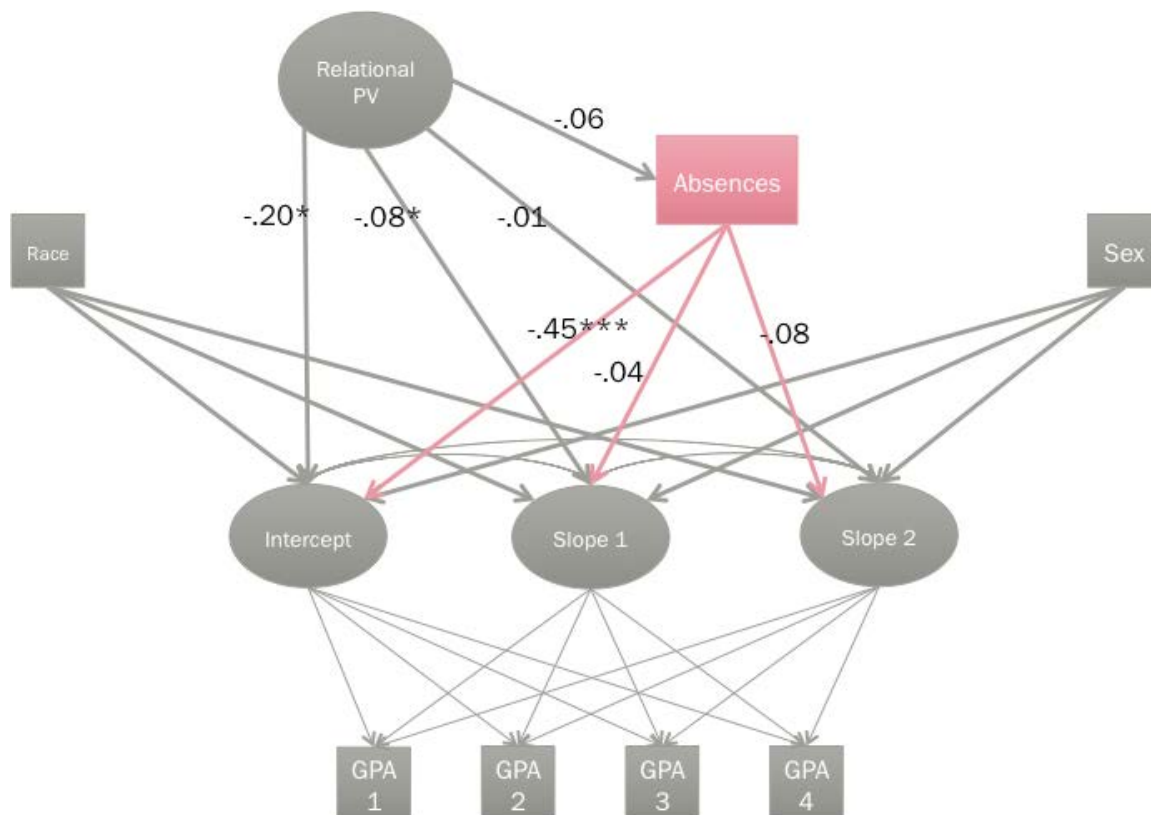 Relational
PV
-.06
Absences
-.20*
-.08*
-.01
Race
Sex
-.45***
-.08
-.04
Intercept
Slope 1
Slope 2
GPA
1
GPA
2
GPA
3
GPA
4